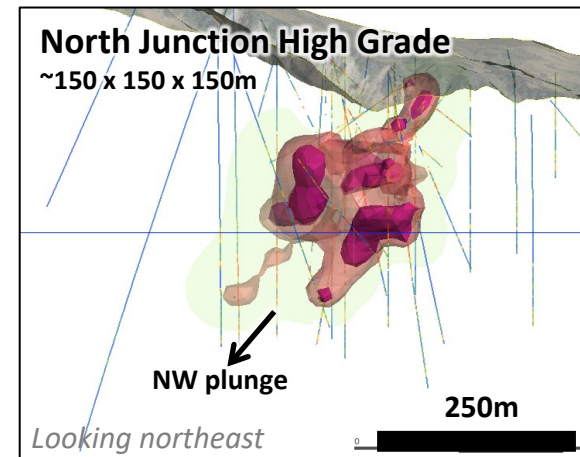 North Junction High Grade
~150 x 150 x 150m
NW plunge
250m
Looking northeast
0